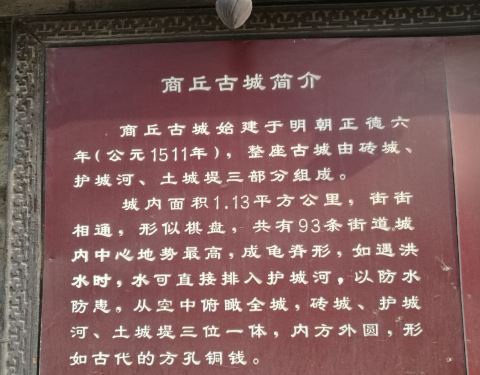 商丘古城简介
商丘古城始建于明朝正德六
年(公元1511年),整座古城由砖城、
护城河、土城堤三部分组成。
城内面积1.13平方公里,街街
相通,形似棋盘,共有93条街道,城
内中心地势最高,成龟脊形,如遇洪
水时,水可直接排入护城河,以防水
防患,从空中俯瞰全城,砖城、护城
河、土城堤三位一体,内方外圆,形
如古代的方孔铜钱。